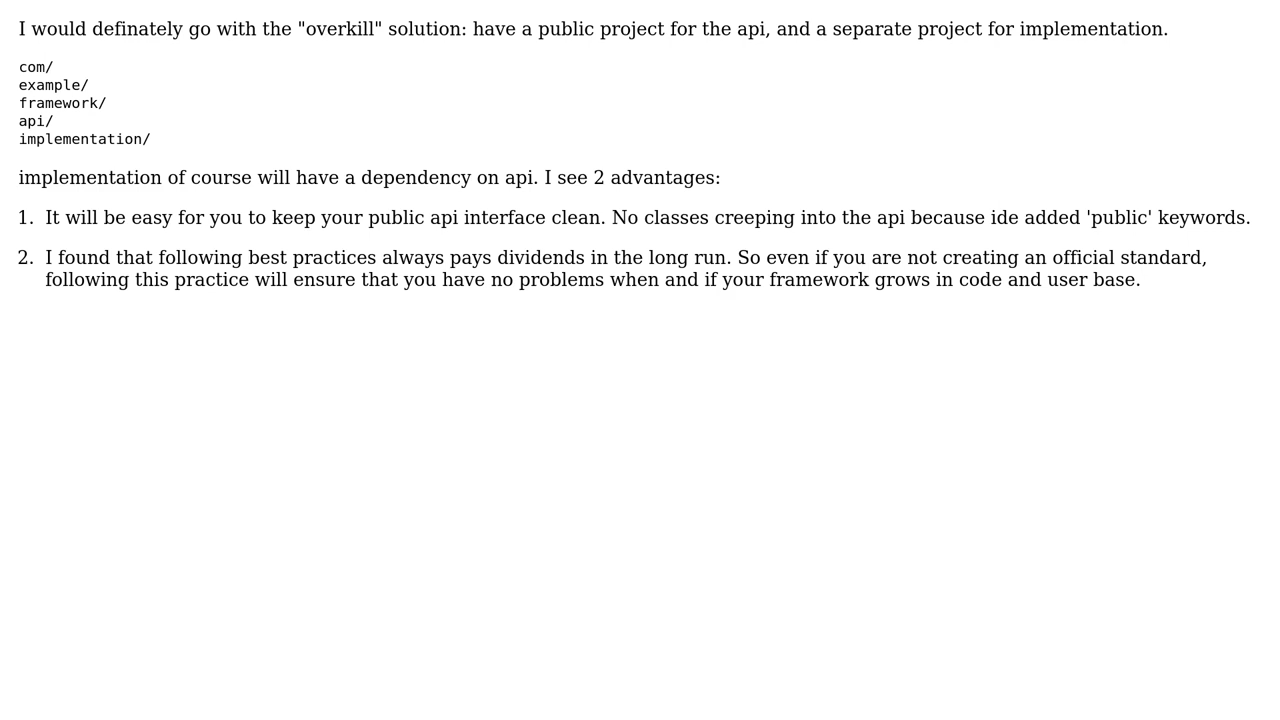 I would definately go with the "overkill" solution: have a public project for the api, and a separate project for implementation.
com/
example/
framework/
api/
implementation/
implementation of course will have a dependency on api. I see 2 advantages:
1. It will be easy for you to keep your public api interface clean. No classes creeping into the api because ide added 'public' keywords.
2. I found that following best practices always pays dividends in the long run. So even if you are not creating an official standard,
following this practice will ensure that you have no problems when and if your framework grows in code and user base.